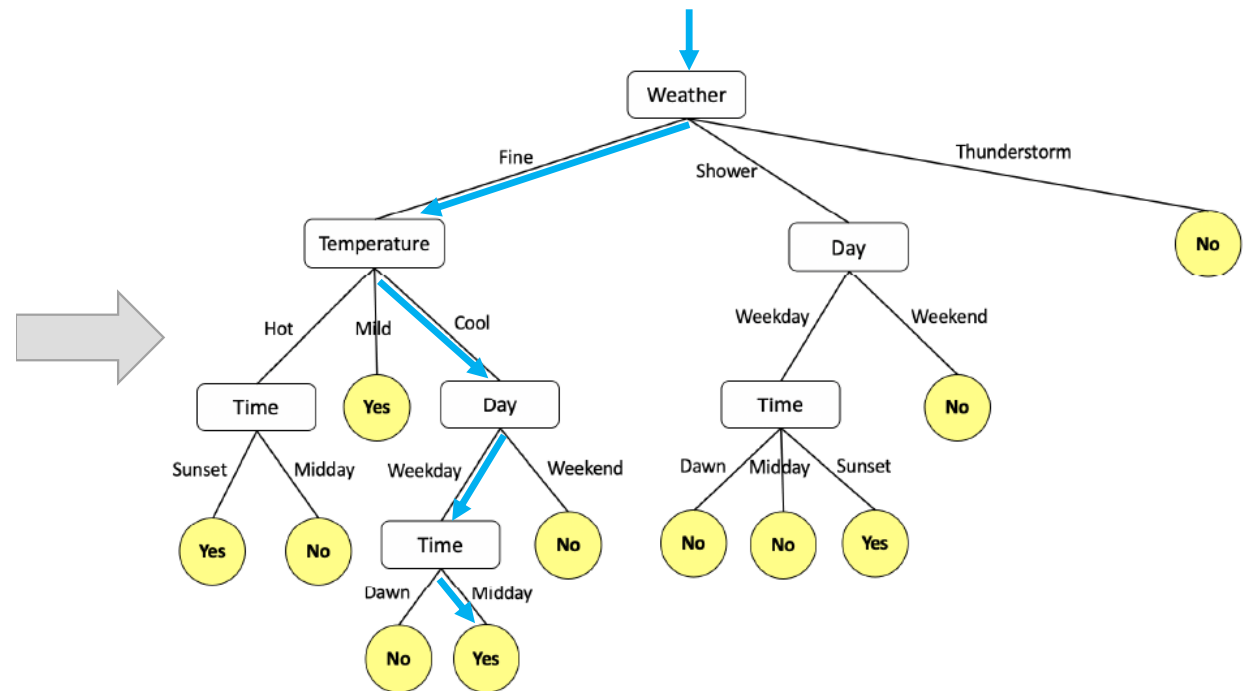 Weather
Fine
Shower
Thunderstorm
Temperature
Day
No
Hot
Mild
Cool
Weekday
Weekend
Time
Yes
Day
Time
No
Sunset
Midday
Weekday
Weekend
Dawn
Midday
Sunset
Yes
No
Time
No
No
No
Yes
Dawn
Midday
No
Yes